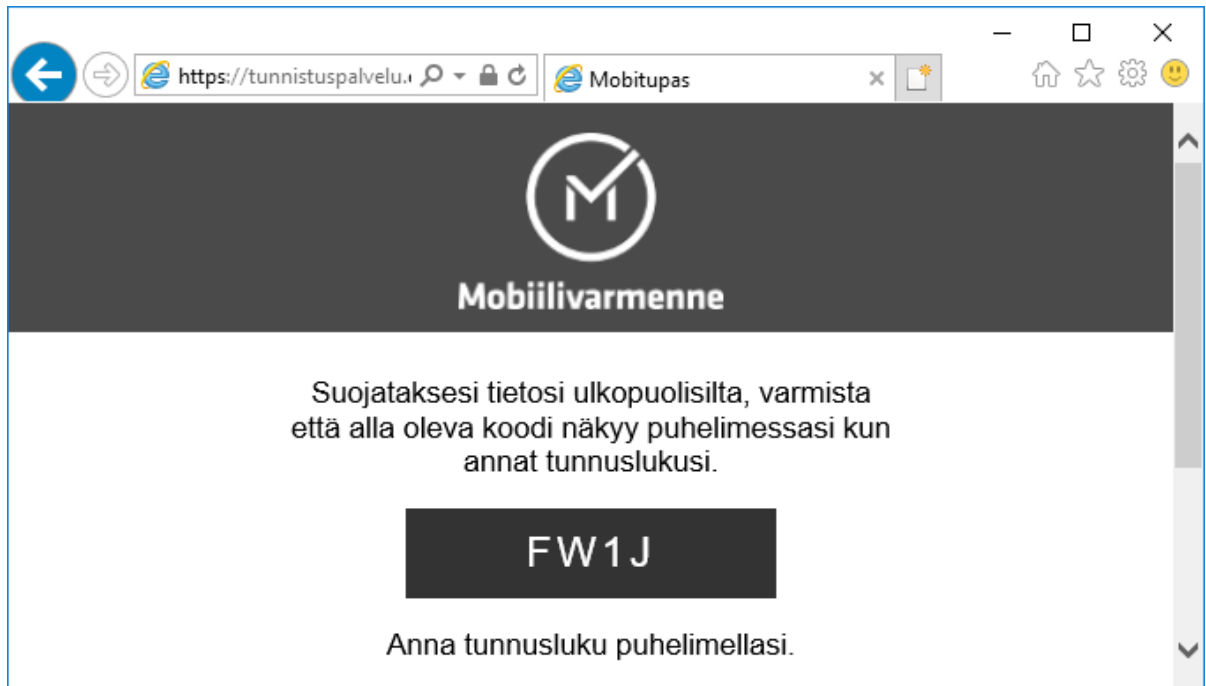 https://tunnistuspalvelu.
Mobitupas
Mobiilivarmenne
Suojataksesi tietosi ulkopuolisilta, varmista
että alla oleva koodi näkyy puhelimessasi kun
annat tunnuslukusi.
FW1J
Anna tunnusluku puhelimellasi.